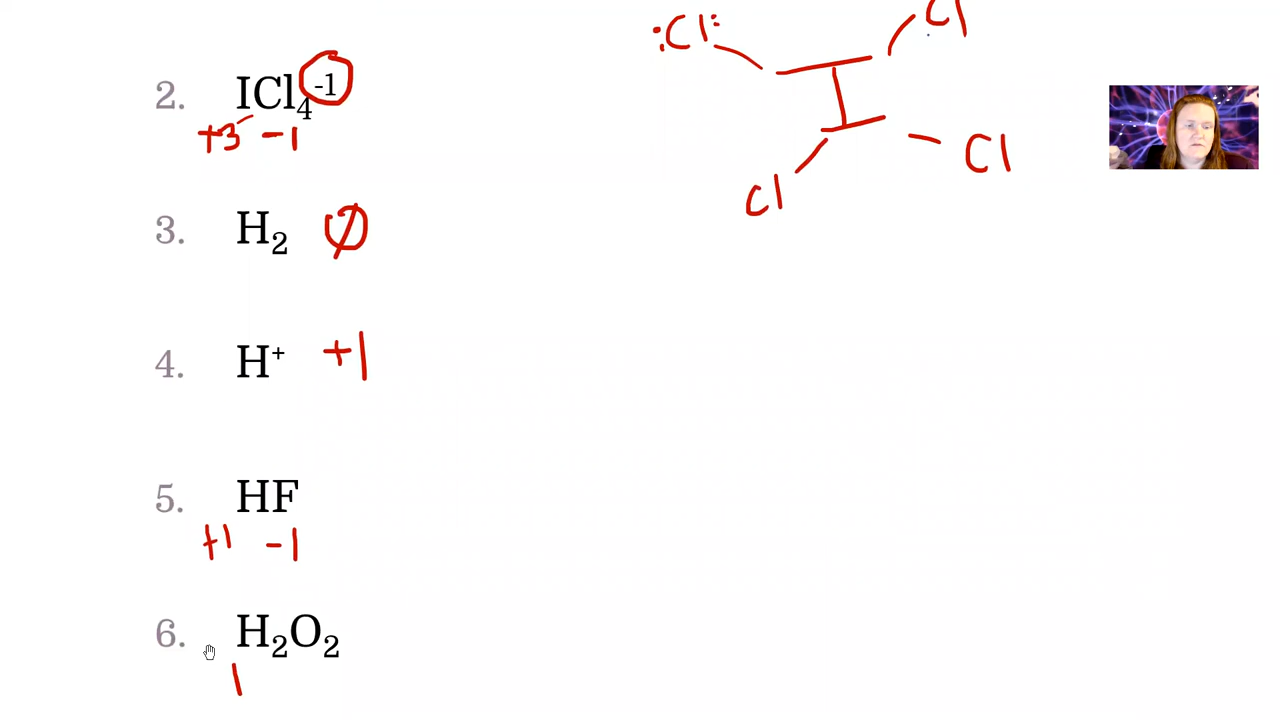 :Cl: Cl
2. ICl₄⁻¹
+3 -1
I
Cl Cl
3. H₂ ∅
4. H⁺ +1
5. HF
+1 -1
6. H₂O₂
1